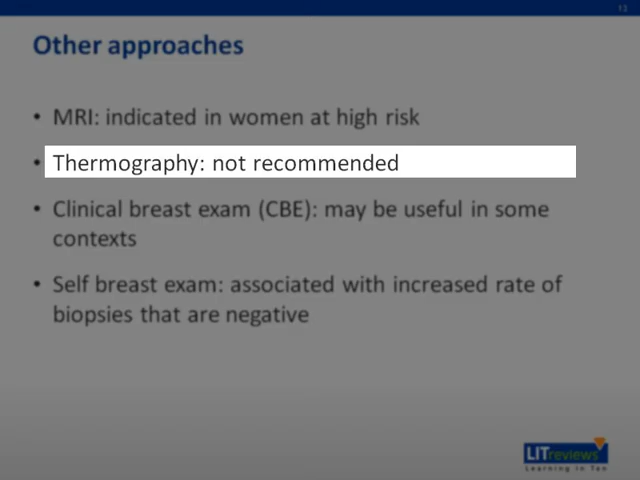 12
Other approaches
• MRI: indicated in women at high risk
• Thermography: not recommended
• Clinical breast exam (CBE): may be useful in some
contexts
• Self breast exam: associated with increased rate of
biopsies that are negative
LITreviews
Learning in Ten